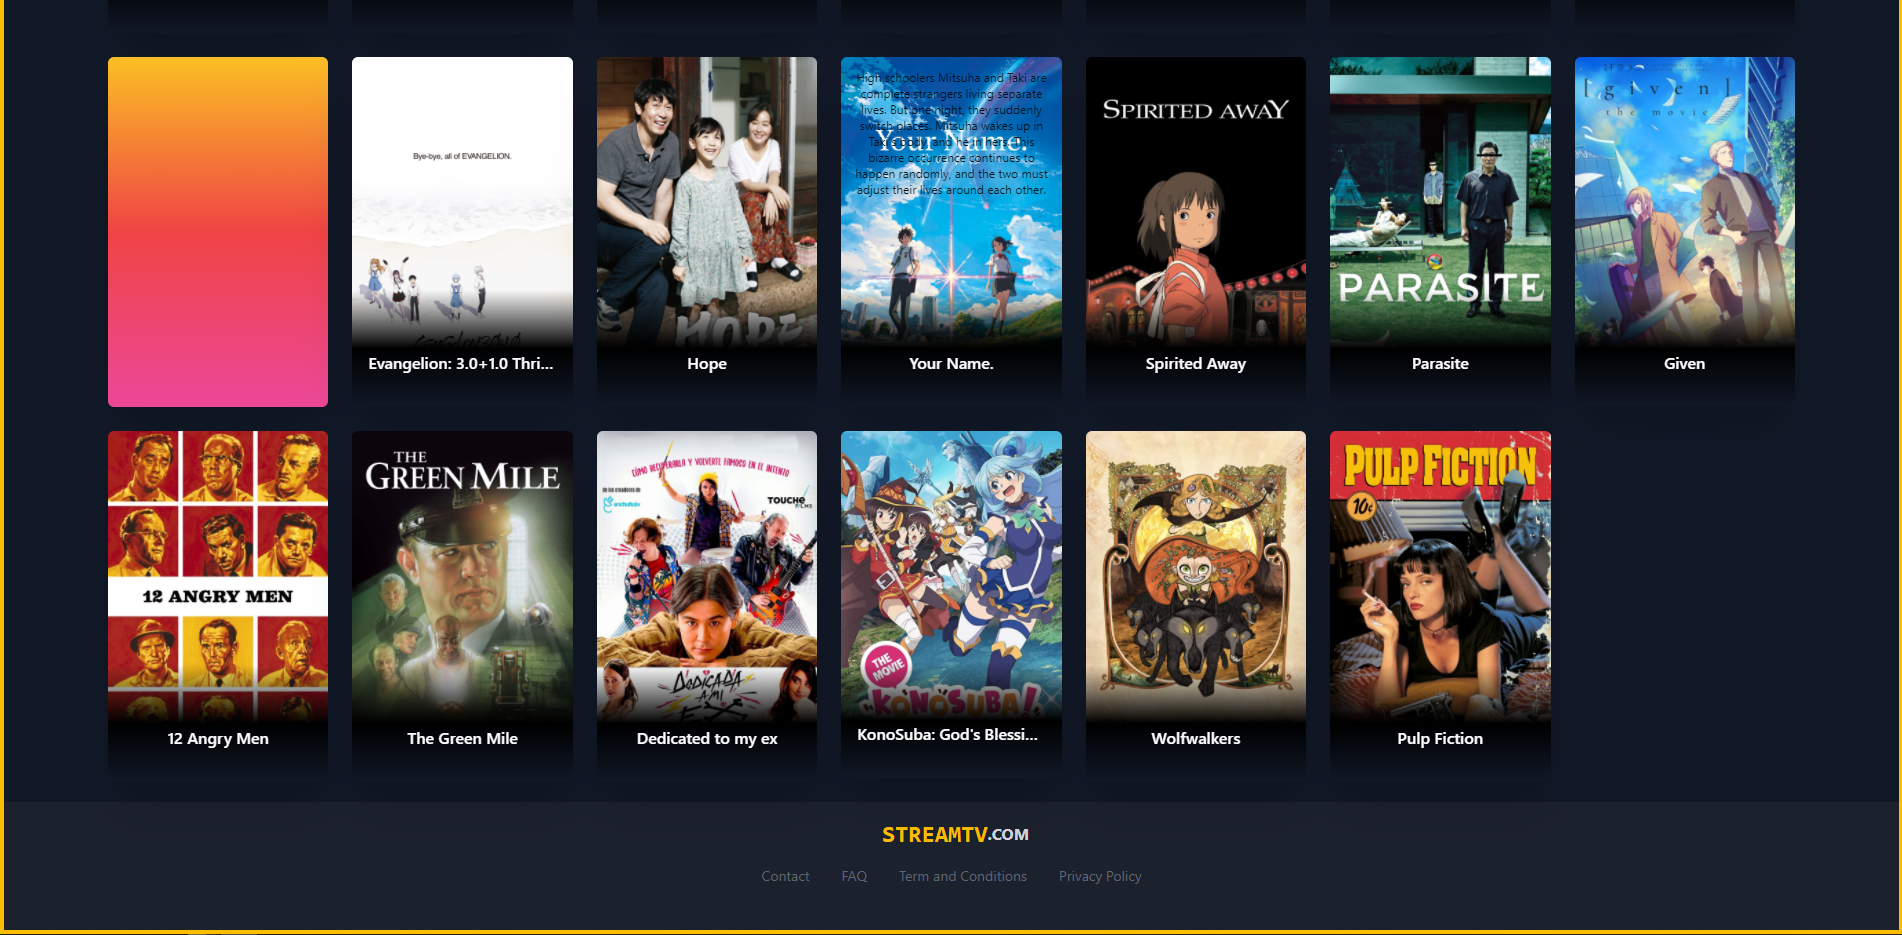 Bye-bye, all of EVANGELION.
Evangelion: 3.0+1.0 Thri...
HOPE
Hope
High schoolers Mitsuha and Taki are
complete strangers living separate
lives. But one night, they suddenly
switch places. Mitsuha wakes up in
Taki's body, and he in hers. This
bizarre occurrence continues to
happen randomly, and the two must
adjust their lives around each other.
Your Name.
Your Name.
SPIRITED AWAY
Spirited Away
PARASITE
Parasite
[ given ]
the movie
Given
12 ANGRY MEN
12 Angry Men
THE
GREEN MILE
The Green Mile
CÓMO RECUPERARLA Y VOLVERTE FAMOSO EN EL INTENTO
de los creadores de
enchufetv
TOUCHÉ
FILMS
DEDICADA
A MI
EX
Dedicated to my ex
THE
MOVIE
KONOSUBA!
KonoSuba: God's Blessi...
Wolfwalkers
PULP FICTION
10¢
Pulp Fiction
STREAMTV.COM
Contact FAQ Term and Conditions Privacy Policy